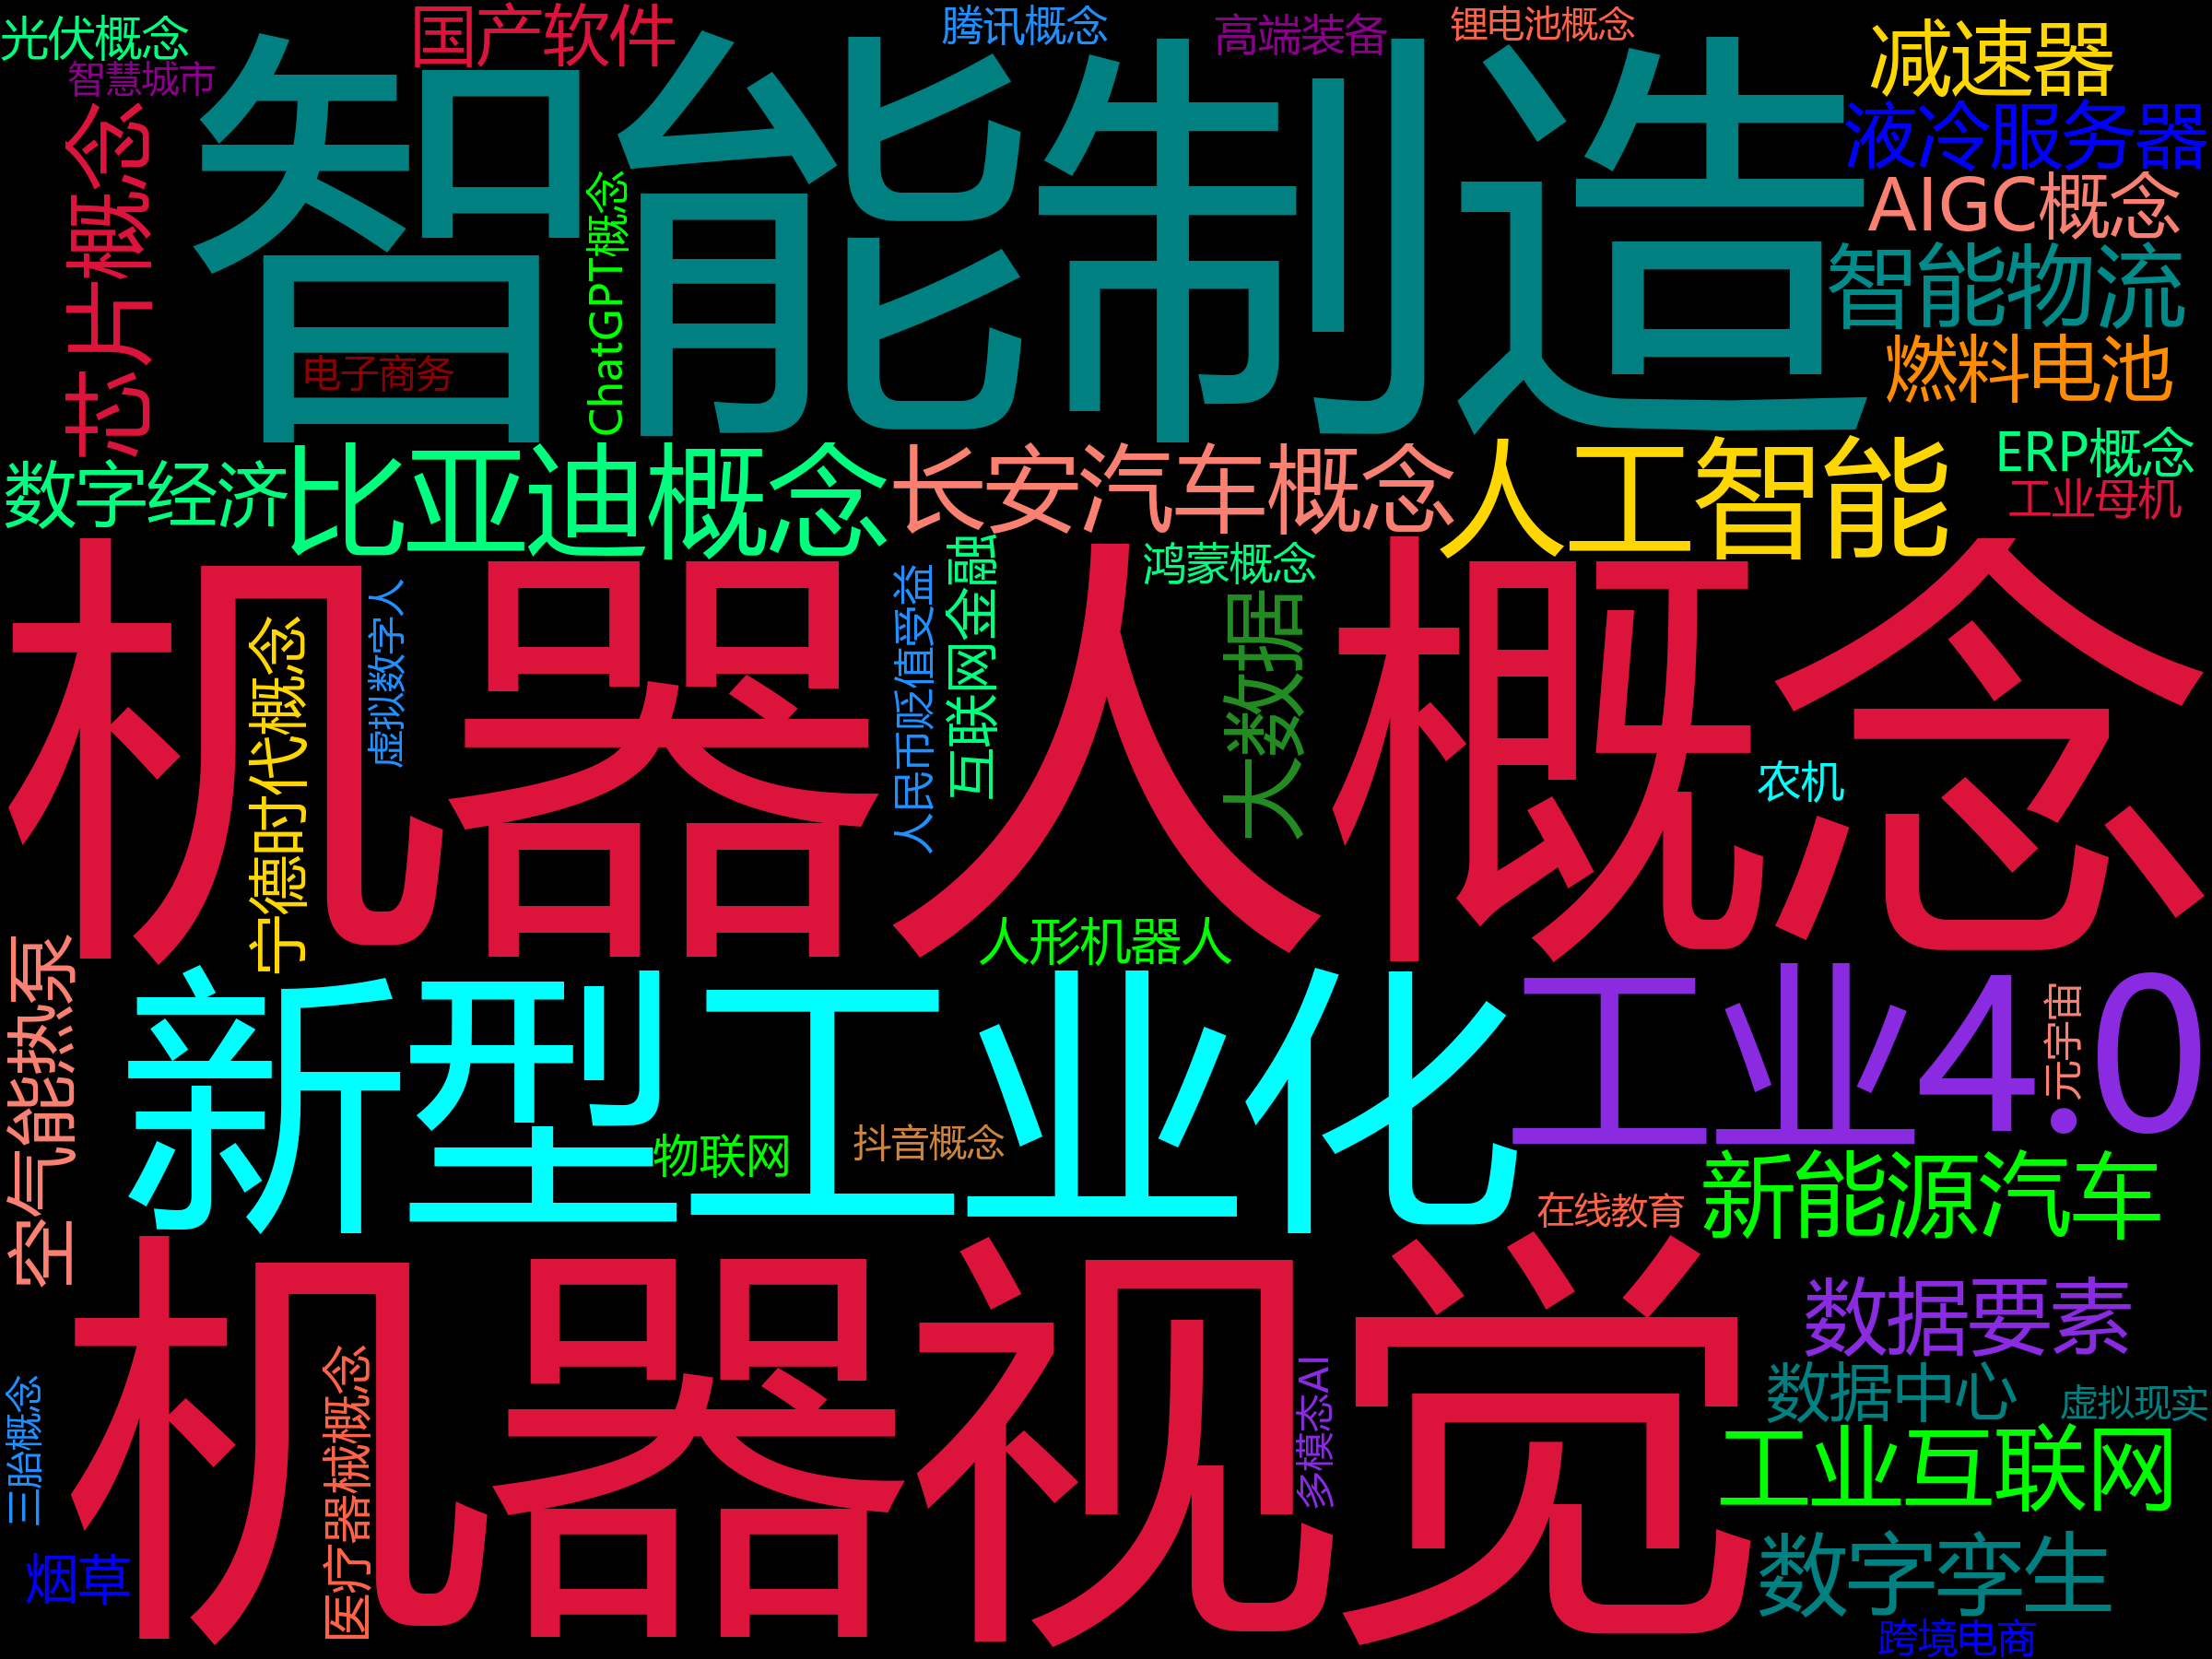 光伏概念
国产软件
腾讯概念
高端装备
锂电池概念
减速器
智慧城市
智能制造
液冷服务器
芯片概念
ChatGPT概念
AIGC概念
智能物流
电子商务
燃料电池
数字经济
比亚迪概念
长安汽车概念
人工智能
ERP概念
工业母机
机器人概念
鸿蒙概念
虚拟数字人
宁德时代概念
人民币贬值受益
互联网金融
大数据
农机
人形机器人
空气能热泵
新型工业化
工业4.0
元宇宙
物联网
抖音概念
新能源汽车
在线教育
机器视觉
数据要素
数据中心
虚拟现实
三胎概念
医疗器械概念
多模态AI
工业互联网
烟草
数字孪生
跨境电商